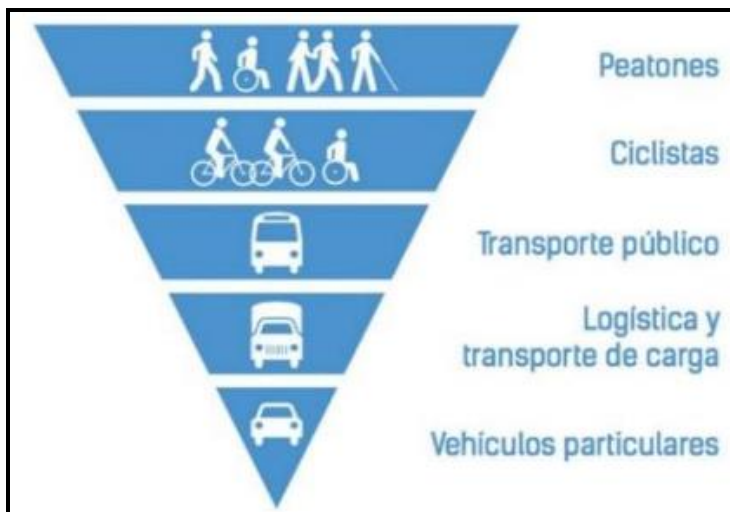 Peatones
Ciclistas
Transporte público
Logística y
transporte de carga
Vehículos particulares